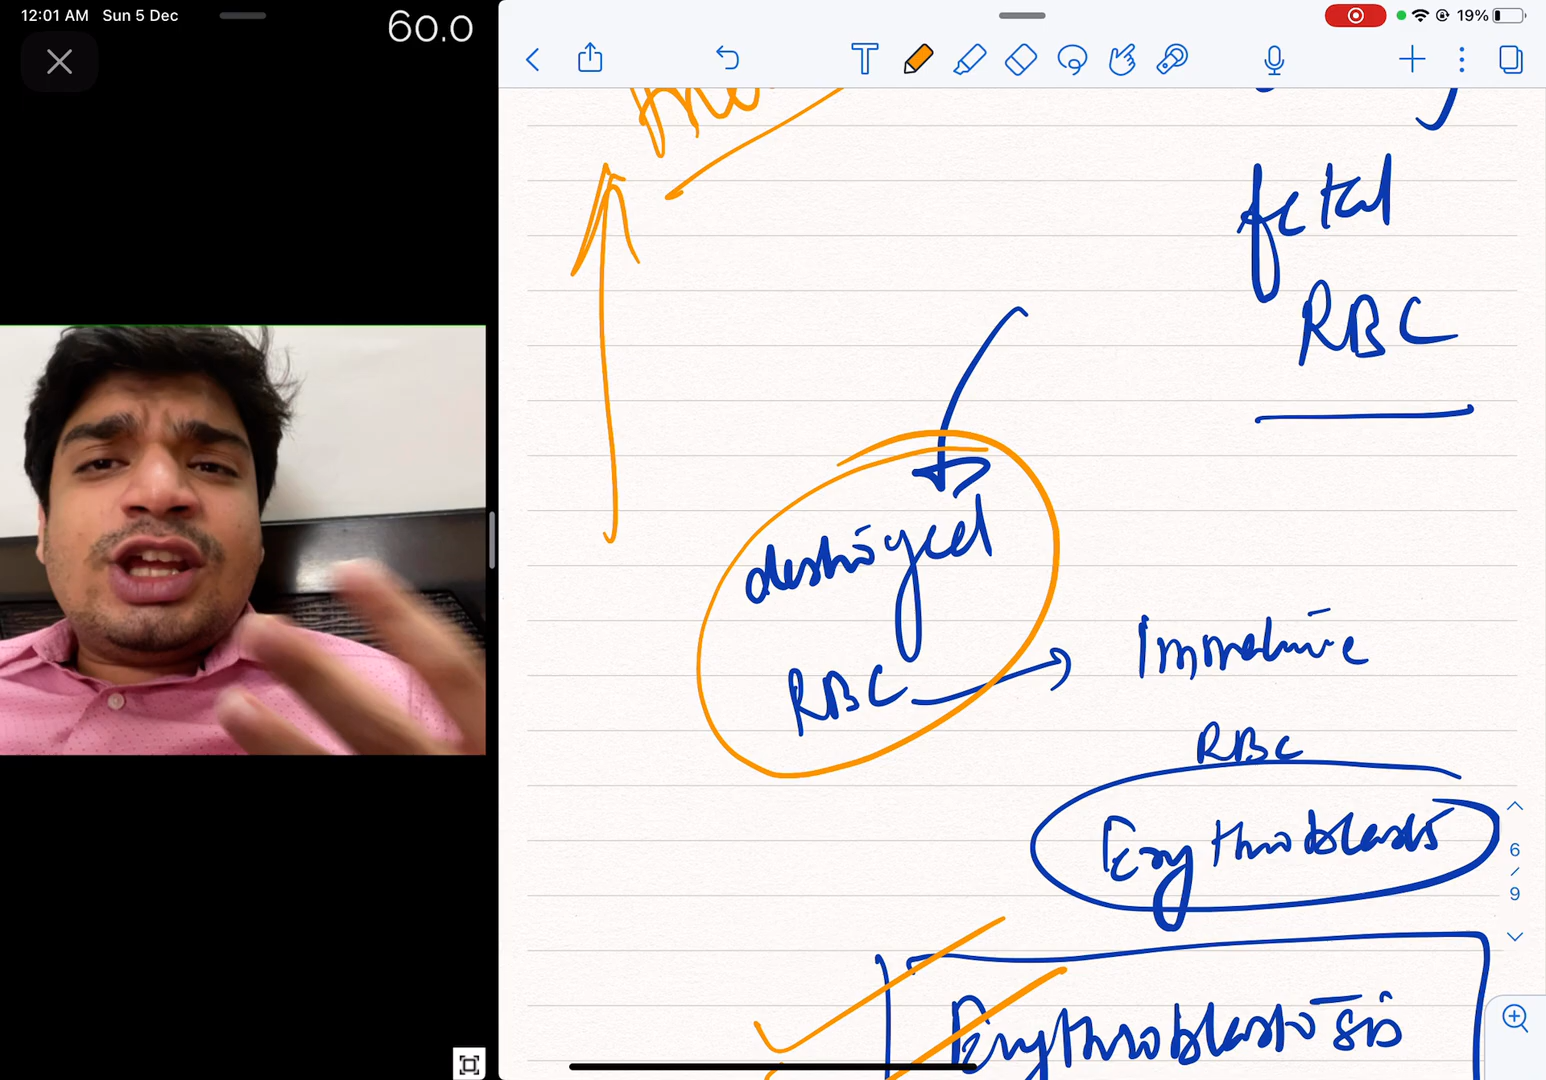 12:01 AM Sun 5 Dec
60.0
19%
T
fetal
RBC
destroyed
RBC
Immature
RBC
Erythroblasts
6
/
9
Erythroblastosis